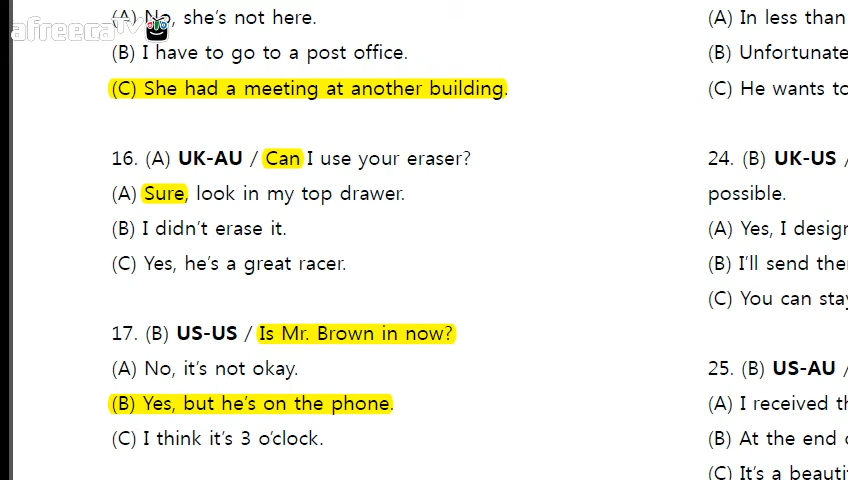 afreecaTV
(A) No, she's not here.
(B) I have to go to a post office.
(C) She had a meeting at another building.
16. (A) UK-AU / Can I use your eraser?
(A) Sure, look in my top drawer.
(B) I didn't erase it.
(C) Yes, he's a great racer.
17. (B) US-US / Is Mr. Brown in now?
(A) No, it's not okay.
(B) Yes, but he's on the phone.
(C) I think it's 3 o'clock.
(A) In less than
(B) Unfortunate
(C) He wants to
24. (B) UK-US /
possible.
(A) Yes, I design
(B) I'll send the
(C) You can stay
25. (B) US-AU /
(A) I received th
(B) At the end o
(C) It's a beauti